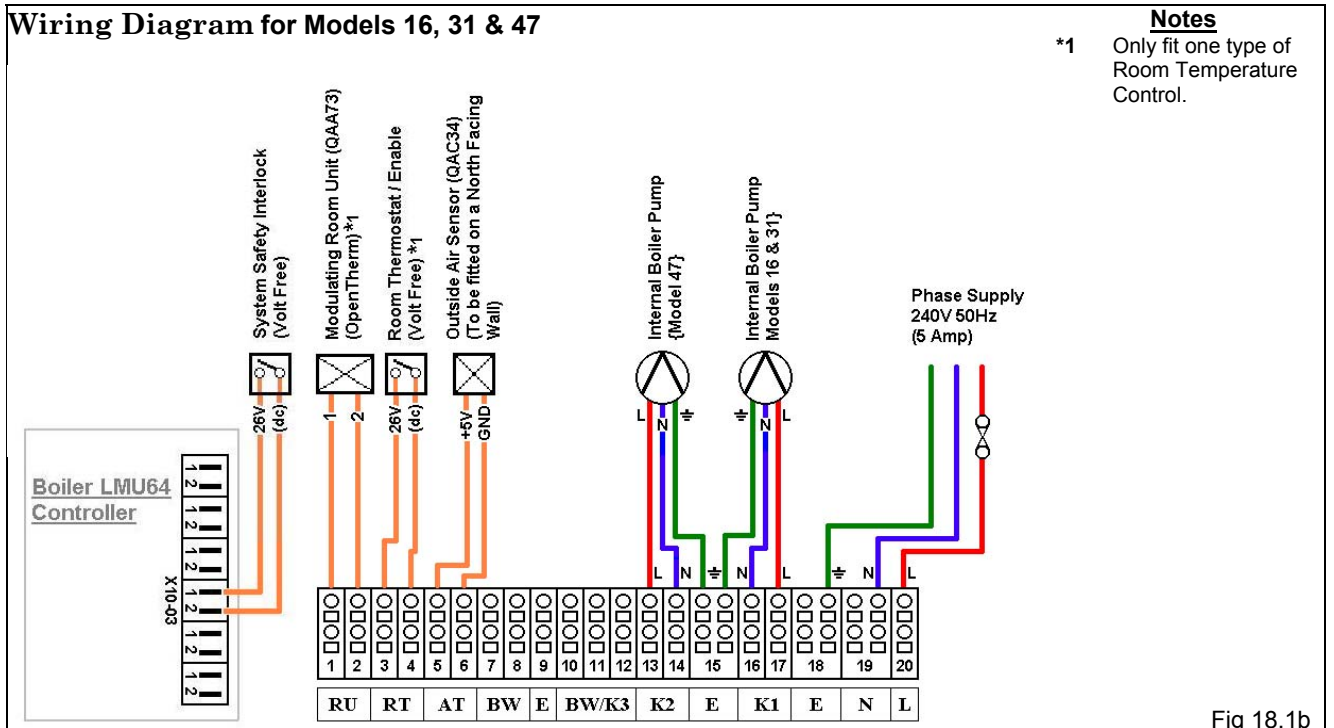 Wiring Diagram for Models 16, 31 & 47
Notes
*1 Only fit one type of
Room Temperature
Control.
System Safety Interlock
(Volt Free)
Modulating Room Unit (QAA73)
(OpenTherm) *1
Room Thermostat / Enable
(Volt Free) *1
Outside Air Sensor (QAC34)
(To be fitted on a North Facing
Wall)
Internal Boiler Pump
{Model 47}
Internal Boiler Pump
Models 16 & 31}
Phase Supply
240V 50Hz
(5 Amp)
26V
(dc)
1
2
26V
(dc)
+5V
GND
L
N
N
L
Boiler LMU64
Controller
1
2
1
2
1
2
1
2
1
2
1
2
X10-03
L N N L N L
1 2 3 4 5 6 7 8 9 10 11 12 13 14 15 16 17 18 19 20
RU RT AT BW E BW/K3 K2 E K1 E N L
Fig 18.1b